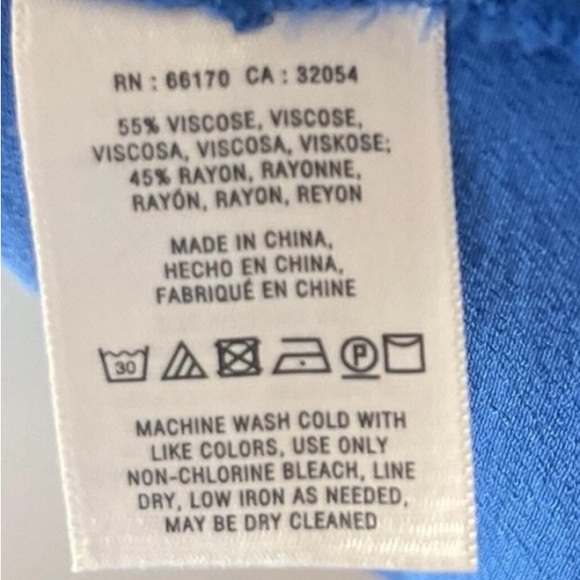 RN : 66170 CA : 32054
55% VISCOSE, VISCOSE,
VISCOSA, VISCOSA, VISKOSE;
45% RAYON, RAYONNE,
RAYÓN, RAYON, REYON
MADE IN CHINA,
HECHO EN CHINA,
FABRIQUÉ EN CHINE
30 P
MACHINE WASH COLD WITH
LIKE COLORS, USE ONLY
NON-CHLORINE BLEACH, LINE
DRY, LOW IRON AS NEEDED,
MAY BE DRY CLEANED